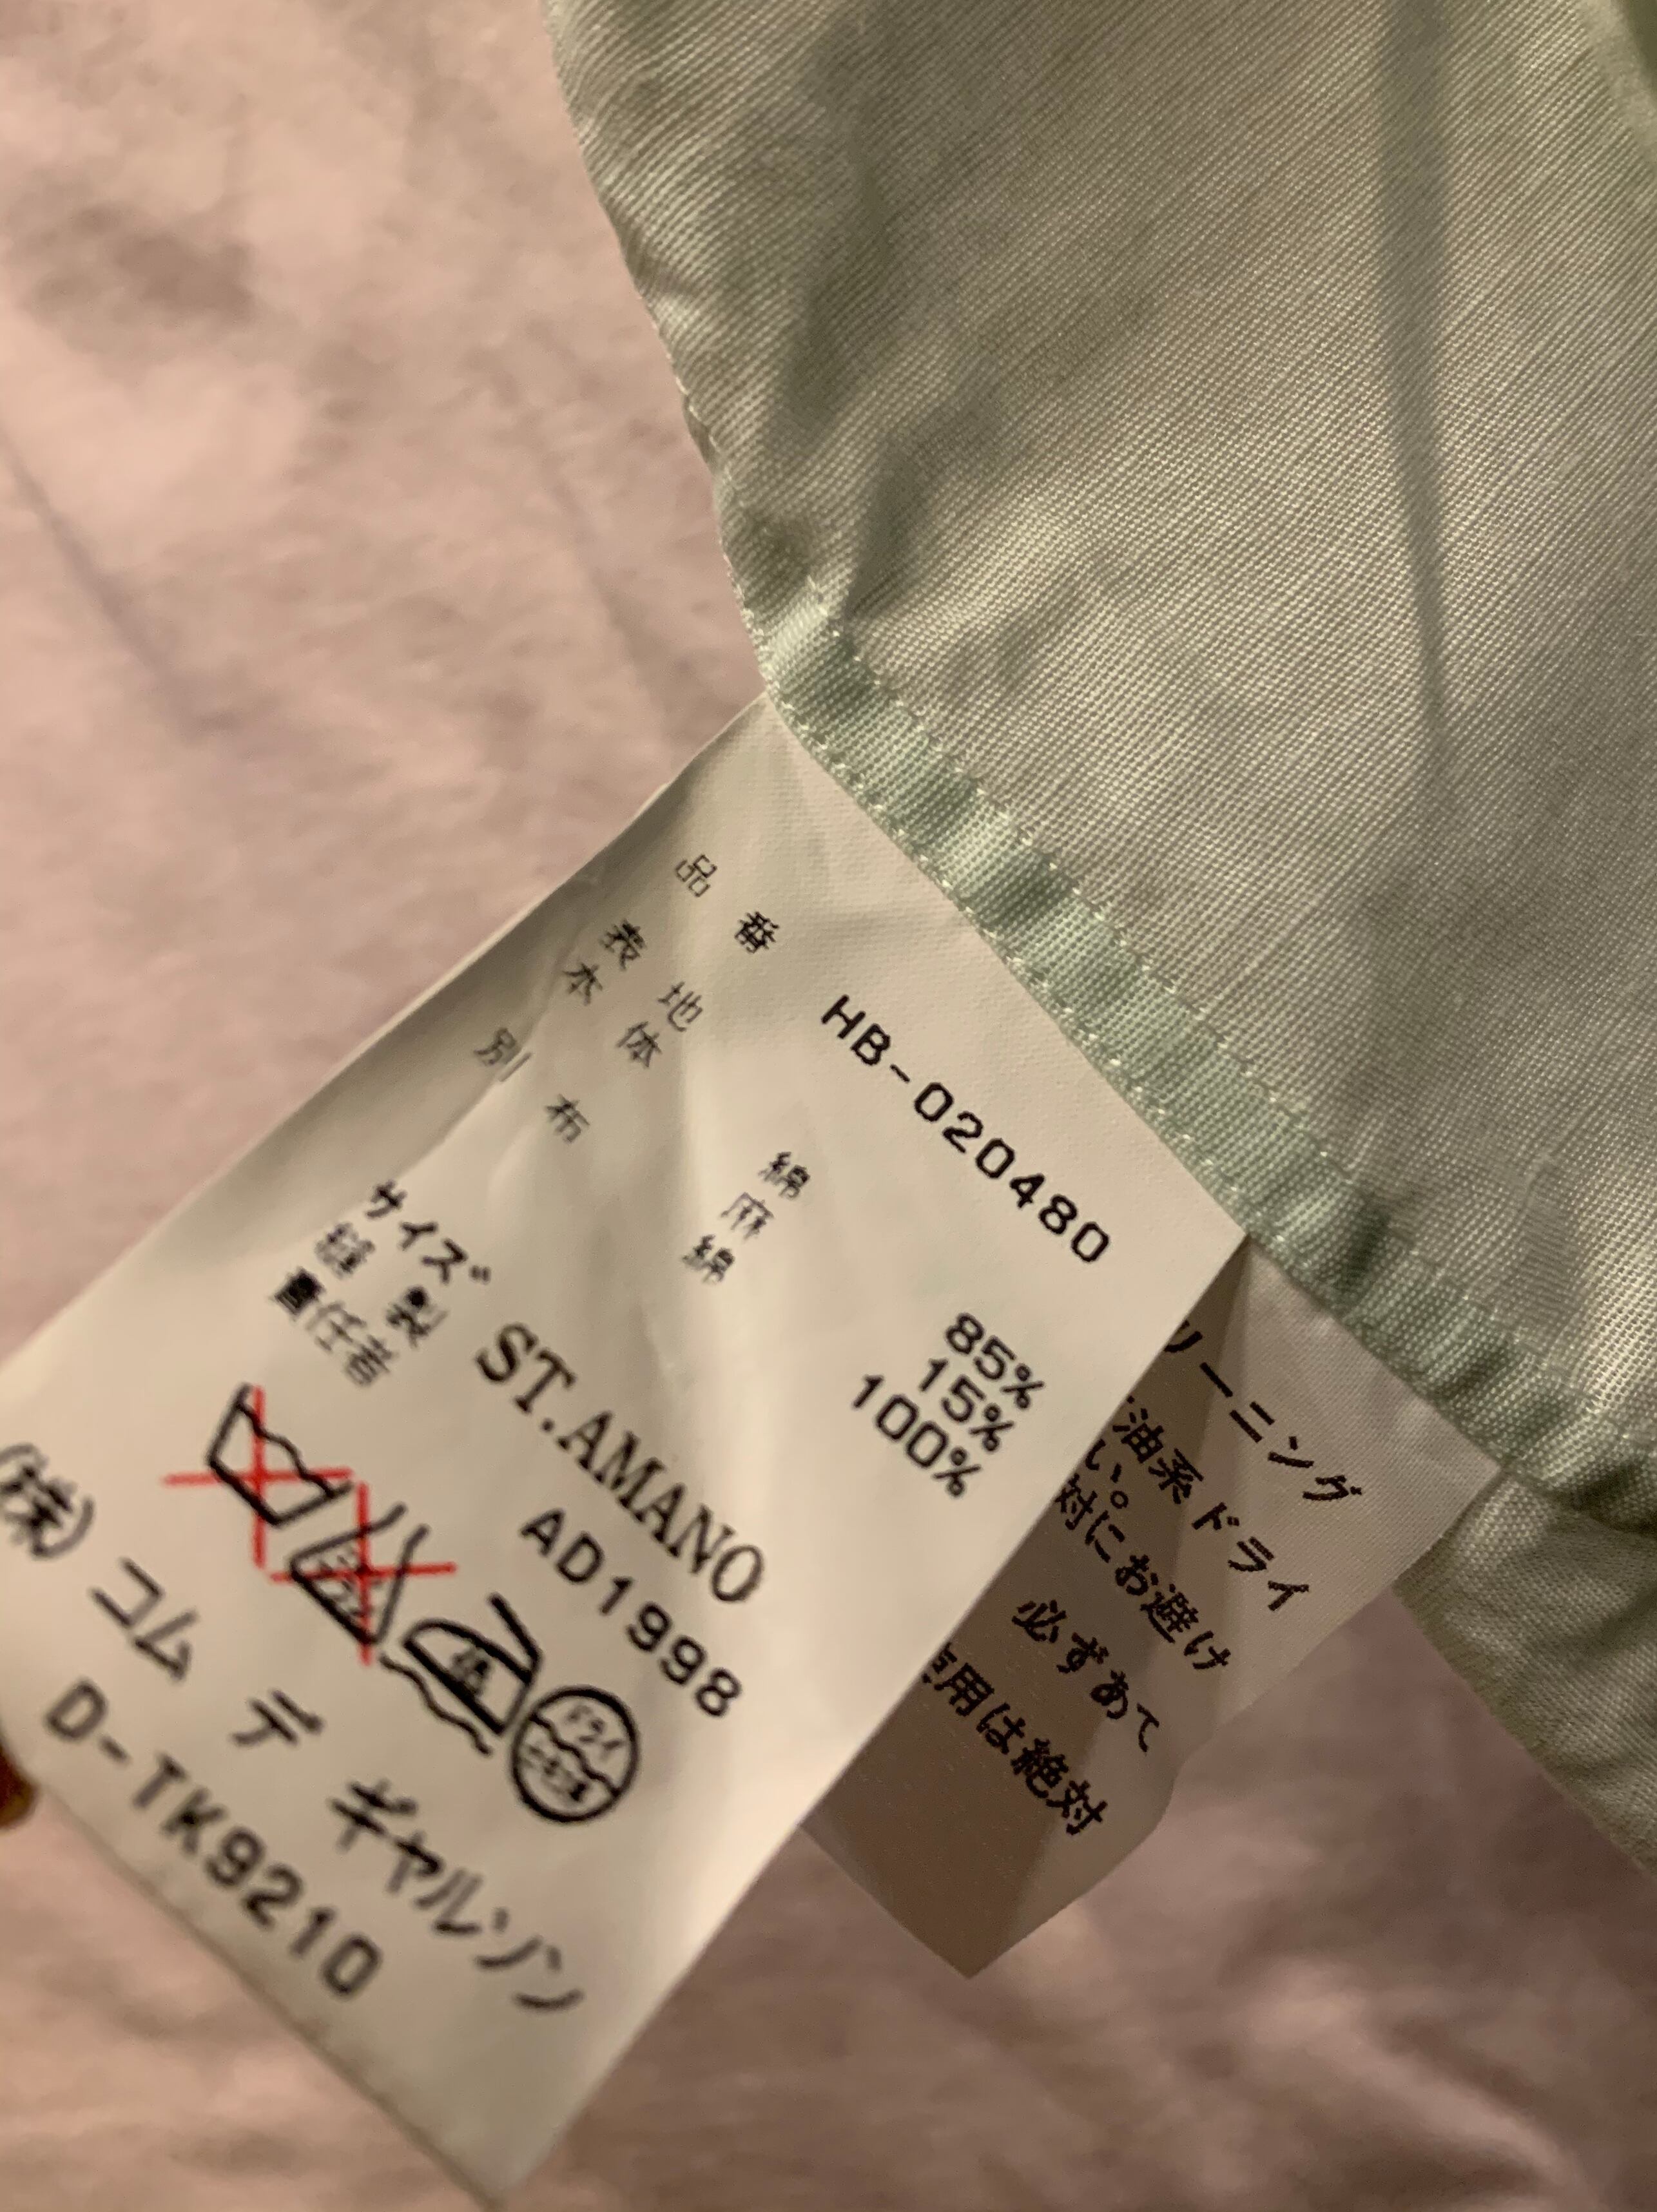 品番 HB-020480
表地
本体 綿 85%
麻 15%
別布 綿 100%
サイズ
縫製 ST.AMANO
責任者 AD1998
ドライ
(株) コム デ ギャルソン
D-TK9210
リーニング
油系ドライ
い。
対にお避け
必ずあて
用は絶対